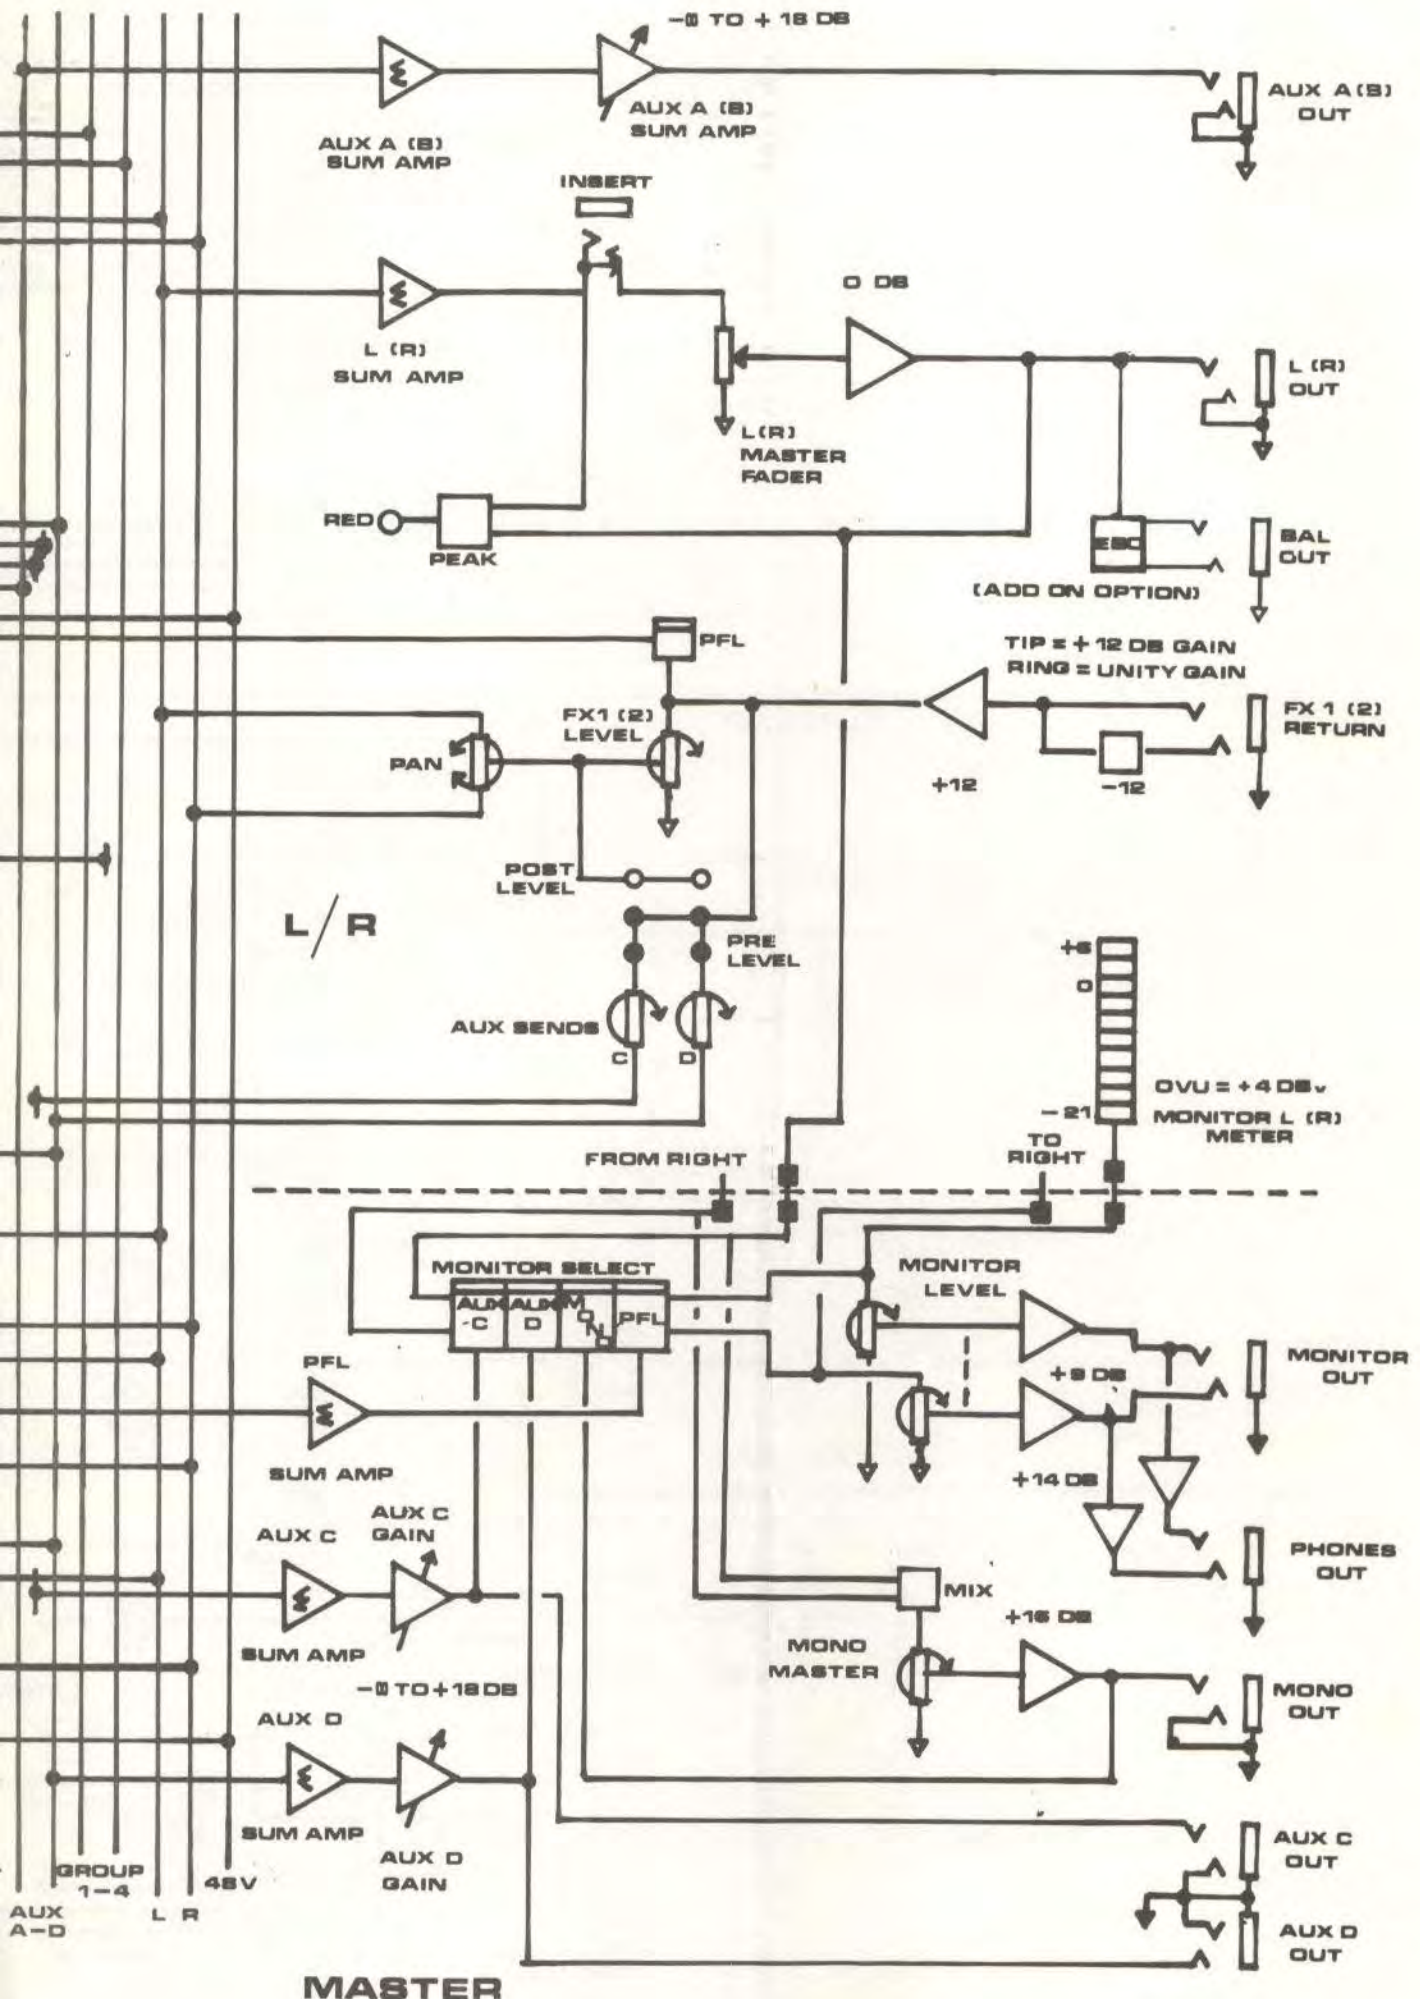 -∞ TO + 18 DB
AUX A (B)
OUT
AUX A (B)
SUM AMP
AUX A (B)
SUM AMP
INSERT
0 DB
L (R)
SUM AMP
L (R)
OUT
L(R)
MASTER
FADER
RED
PEAK
EBO
BAL
OUT
(ADD ON OPTION)
PFL
TIP = + 12 DB GAIN
RING = UNITY GAIN
FX1 (2)
LEVEL
FX 1 (2)
RETURN
PAN
+12
-12
POST
LEVEL
L/R
PRE
LEVEL
+6
0
AUX SENDS
C
D
-21
0VU = +4 DBv
MONITOR L (R)
METER
FROM RIGHT
TO
RIGHT
MONITOR SELECT
AUX
C
AUX
D
MONO
PFL
MONITOR
LEVEL
PFL
SUM AMP
+9 DB
MONITOR
OUT
+14 DB
AUX C
AUX C
GAIN
PHONES
OUT
SUM AMP
MIX
+16 DB
MONO
MASTER
-∞ TO +18 DB
MONO
OUT
AUX D
SUM AMP
AUX D
GAIN
AUX C
OUT
GROUP
1-4
48V
AUX
A-D
L R
AUX D
OUT
MASTER